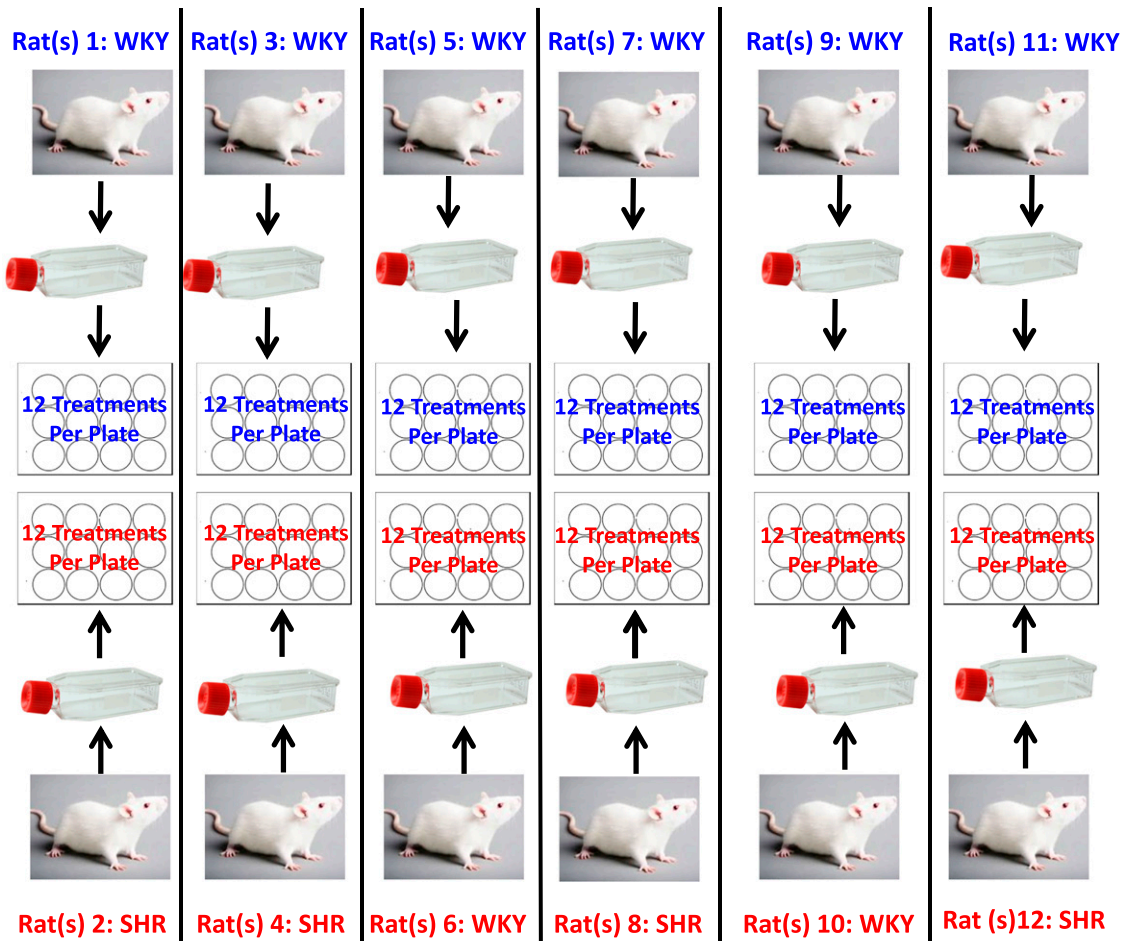 Rat(s) 1: WKY
Rat(s) 3: WKY
Rat(s) 5: WKY
Rat(s) 7: WKY
Rat(s) 9: WKY
Rat(s) 11: WKY
12 Treatments
Per Plate
12 Treatments
Per Plate
12 Treatments
Per Plate
12 Treatments
Per Plate
12 Treatments
Per Plate
12 Treatments
Per Plate
12 Treatments
Per Plate
12 Treatments
Per Plate
12 Treatments
Per Plate
12 Treatments
Per Plate
12 Treatments
Per Plate
12 Treatments
Per Plate
Rat(s) 2: SHR
Rat(s) 4: SHR
Rat(s) 6: WKY
Rat(s) 8: SHR
Rat(s) 10: WKY
Rat (s)12: SHR